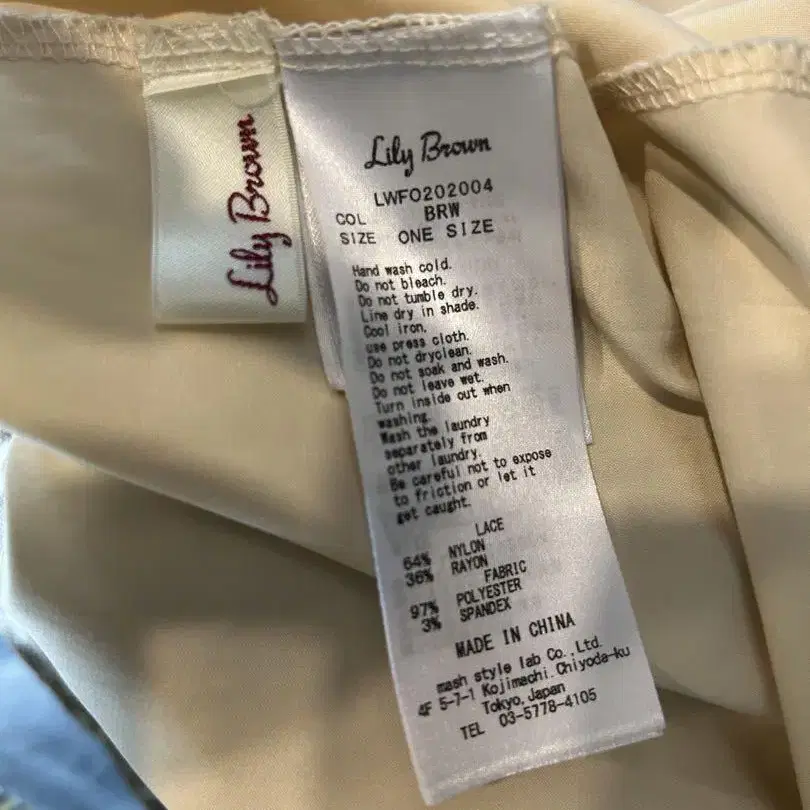 Lily Brown
Lily Brown
LWFO202004
COL BRW
SIZE ONE SIZE
Hand wash cold.
Do not bleach.
Do not tumble dry.
Line dry in shade.
Cool iron.
use press cloth.
Do not dryclean.
Do not soak and wash.
Do not leave wet.
Turn inside out when
washing.
Wash the laundry
separately from
other laundry.
Be careful not to expose
to friction or let it
get caught.
LACE
64% NYLON
36% RAYON
FABRIC
97% POLYESTER
3% SPANDEX
MADE IN CHINA
mash style lab Co.,Ltd.
4F 5-7-1 Kojimachi.Chiyoda-ku
Tokyo.Japan
TEL 03-5778-4105